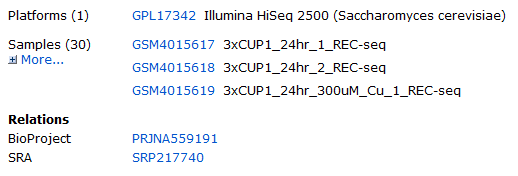 Platforms (1) GPL17342 Illumina HiSeq 2500 (Saccharomyces cerevisiae)
Samples (30) GSM4015617 3xCUP1_24hr_1_REC-seq
More... GSM4015618 3xCUP1_24hr_2_REC-seq
GSM4015619 3xCUP1_24hr_300uM_Cu_1_REC-seq
Relations
BioProject PRJNA559191
SRA SRP217740